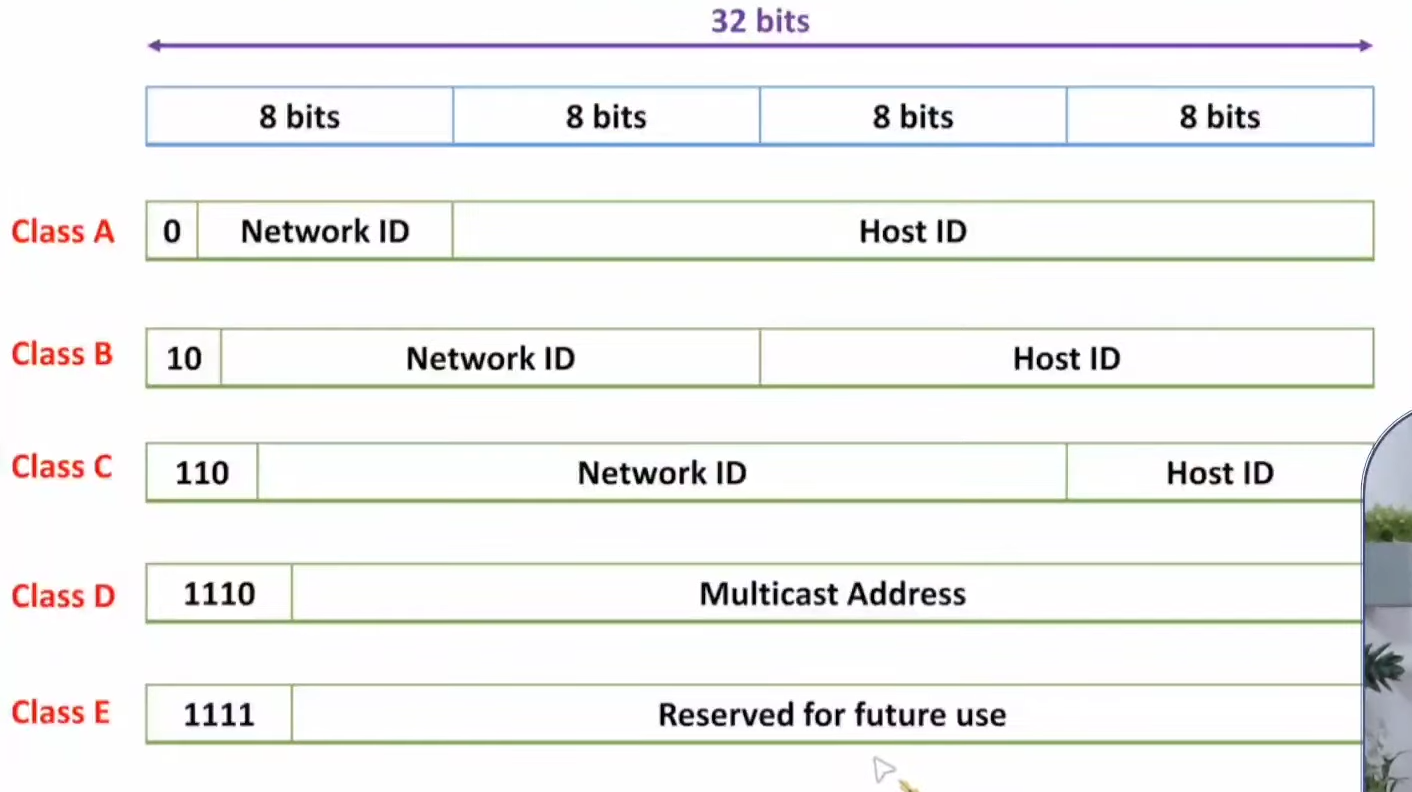 32 bits
8 bits 8 bits 8 bits 8 bits
Class A 0 Network ID Host ID
Class B 10 Network ID Host ID
Class C 110 Network ID Host ID
Class D 1110 Multicast Address
Class E 1111 Reserved for future use